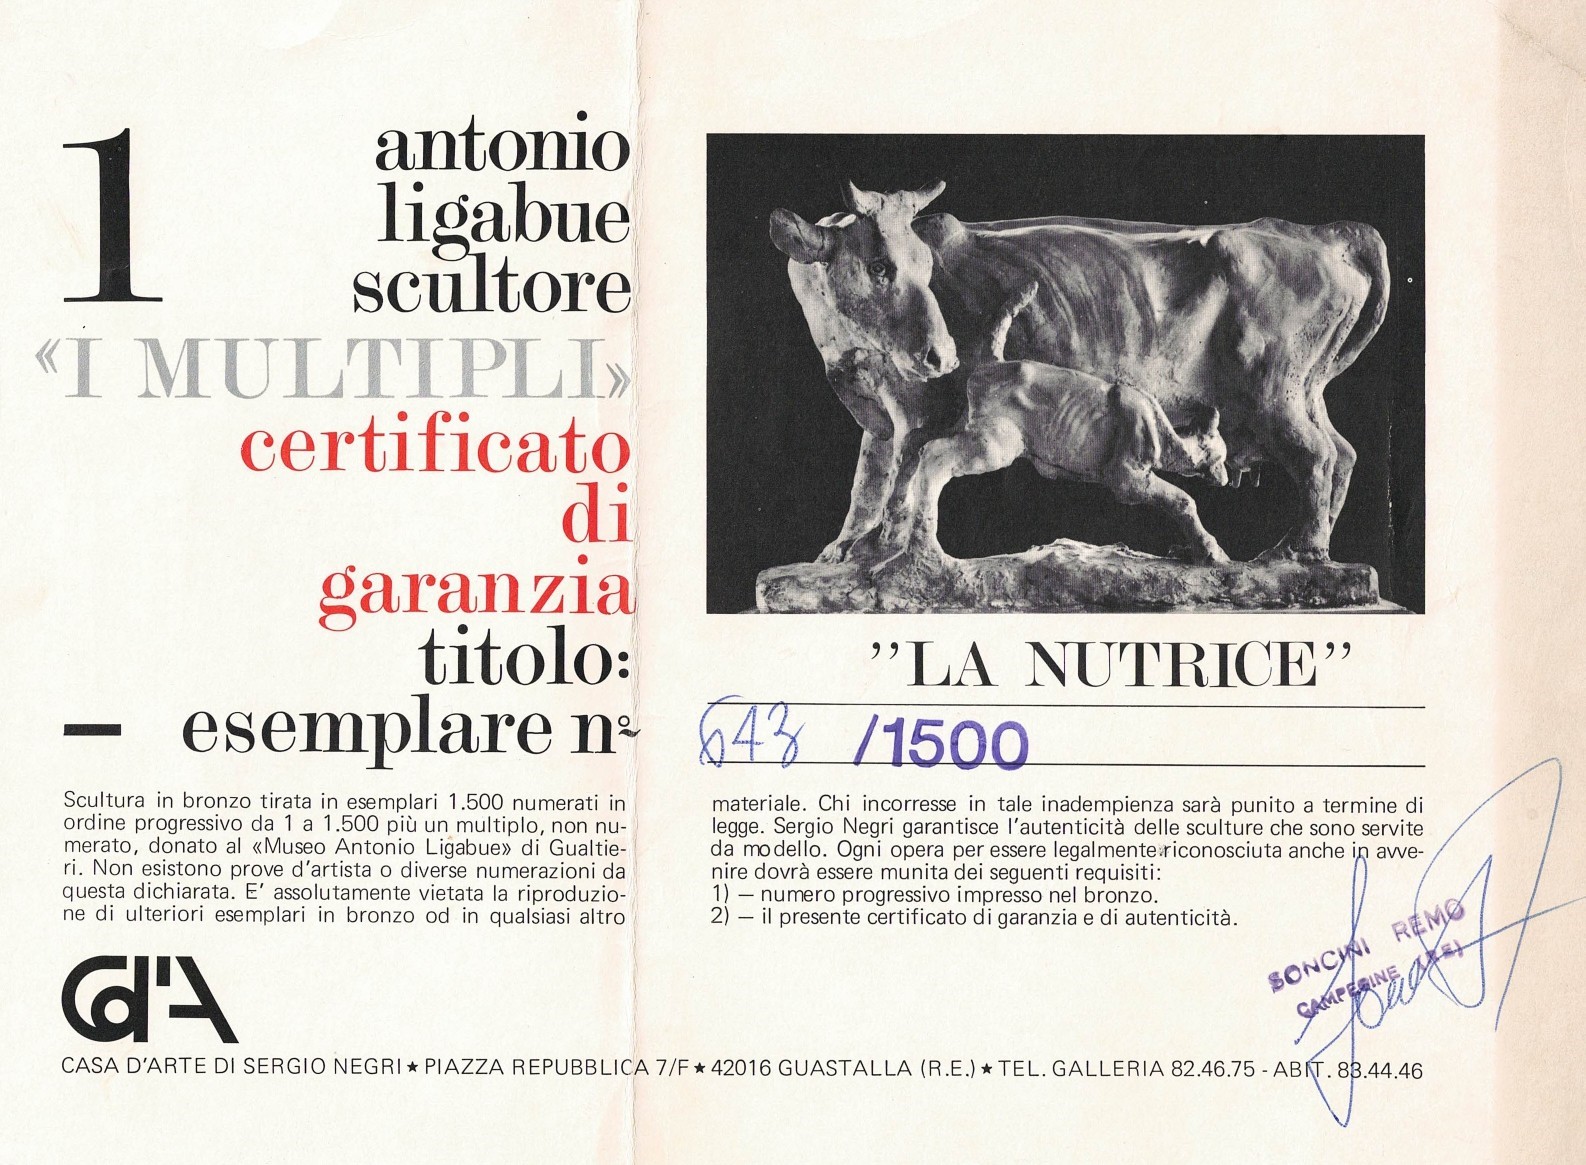 1
antonio
ligabue
scultore
«I MULTIPLI»
certificato
di
garanzia
titolo:
— esemplare nº
"LA NUTRICE"
643 /1500
Scultura in bronzo tirata in esemplari 1.500 numerati in
ordine progressivo da 1 a 1.500 più un multiplo, non nu-
merato, donato al «Museo Antonio Ligabue» di Gualtie-
ri. Non esistono prove d'artista o diverse numerazioni da
questa dichiarata. E' assolutamente vietata la riproduzio-
ne di ulteriori esemplari in bronzo od in qualsiasi altro
materiale. Chi incorresse in tale inadempienza sarà punito a termine di
legge. Sergio Negri garantisce l'autenticità delle sculture che sono servite
da modello. Ogni opera per essere legalmente riconosciuta anche in avve-
nire dovrà essere munita dei seguenti requisiti:
1) — numero progressivo impresso nel bronzo.
2) — il presente certificato di garanzia e di autenticità.
SONCINI REMO
CAMPEGINE (RE)
Cd'A
CASA D'ARTE DI SERGIO NEGRI ★ PIAZZA REPUBBLICA 7/F ★ 42016 GUASTALLA (R.E.) ★ TEL. GALLERIA 82.46.75 - ABIT. 83.44.46